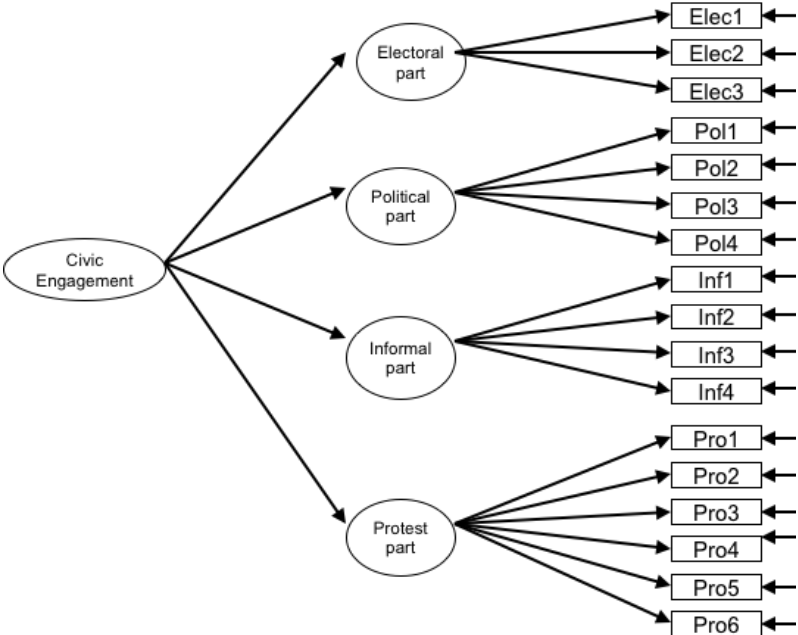 Civic
Engagement
Electoral
part
Political
part
Informal
part
Protest
part
Elec1
Elec2
Elec3
Pol1
Pol2
Pol3
Pol4
Inf1
Inf2
Inf3
Inf4
Pro1
Pro2
Pro3
Pro4
Pro5
Pro6